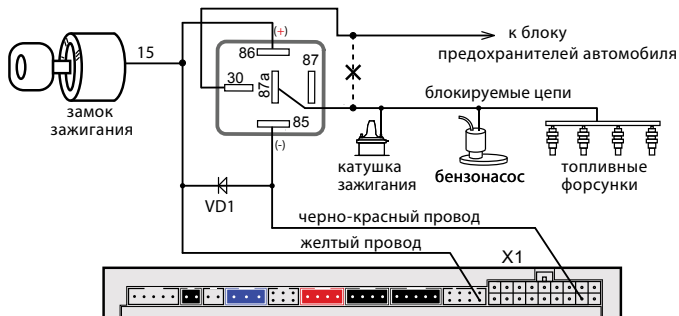 (+)
15
86
87
30
87a
85
(-)
замок
зажигания
к блоку
предохранителей автомобиля
блокируемые цепи
катушка
зажигания
бензонасос
топливные
форсунки
VD1
черно-красный провод
желтый провод
X1